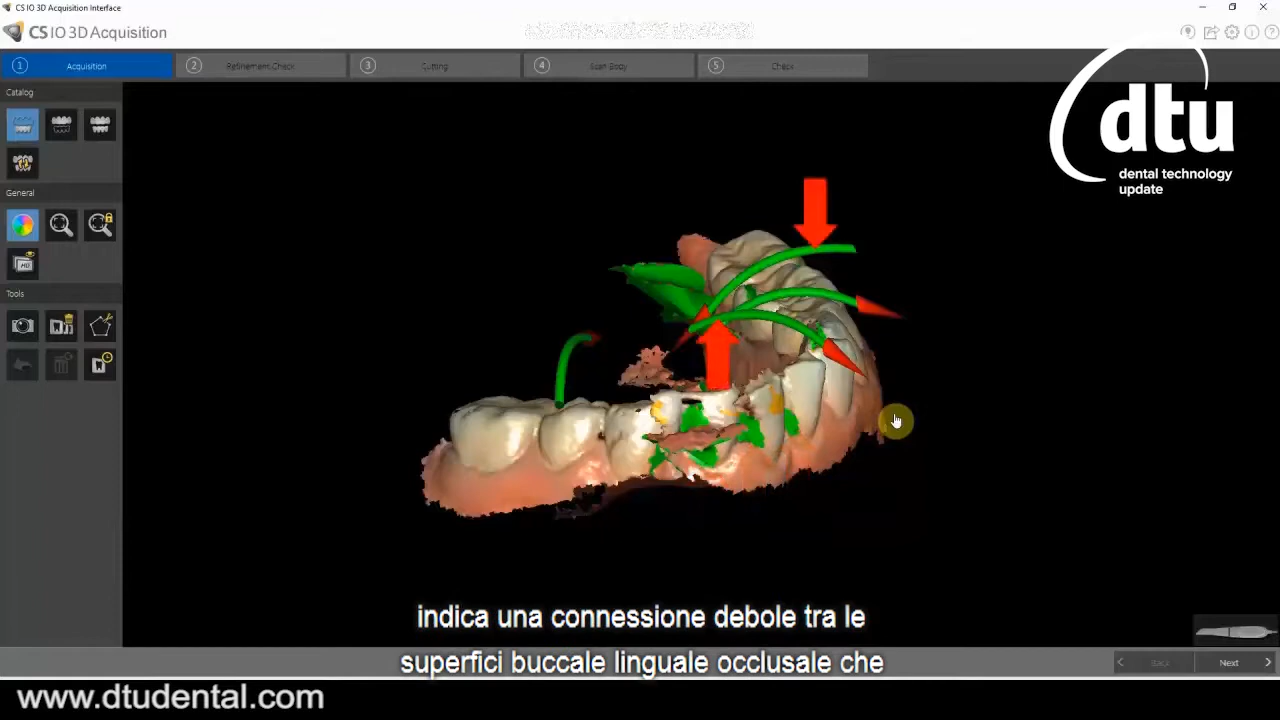 CS IO 3D Acquisition Interface
CS IO 3D Acquisition
1 Acquisition
2 Refinement Check
3 Cutting
4 Scan Body
5 Check
Catalog
General
HD
Tools
dtu
dental technology
update
indica una connessione debole tra le
superfici buccale linguale occlusale che
Back
Next
www.dtudental.com